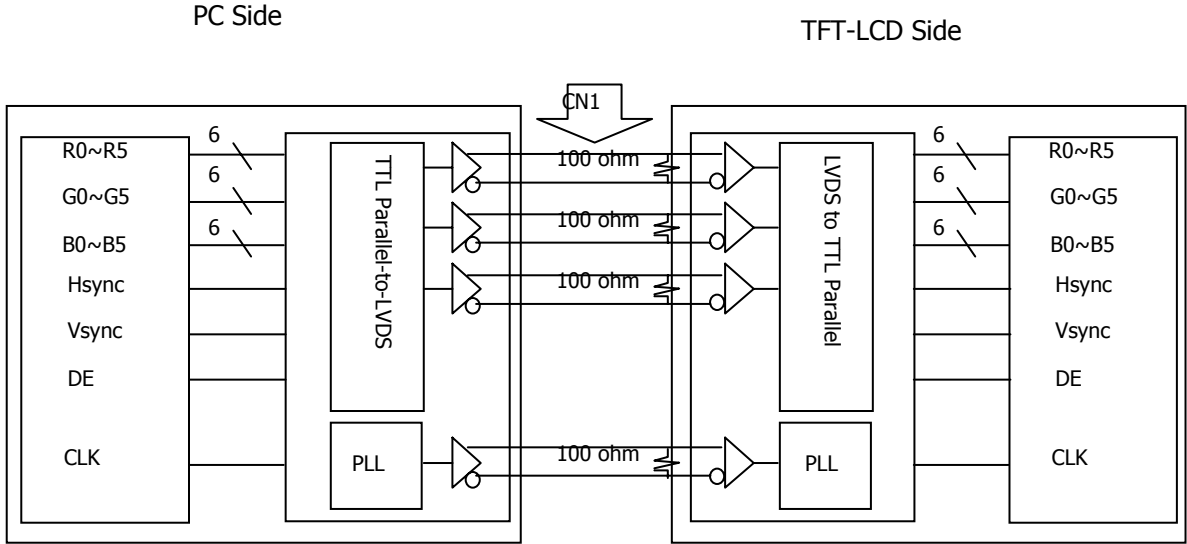 PC Side
TFT-LCD Side
CN1
R0~R5
6
G0~G5
6
B0~B5
6
Hsync
Vsync
DE
CLK
TTL Parallel-to-LVDS
PLL
100 ohm
100 ohm
100 ohm
100 ohm
LVDS to TTL Parallel
PLL
6
R0~R5
6
G0~G5
6
B0~B5
Hsync
Vsync
DE
CLK